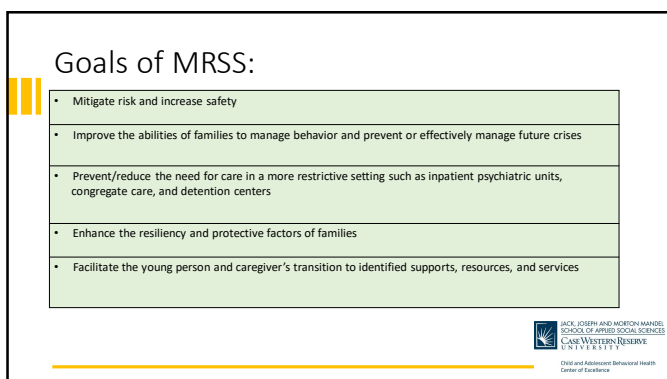 Goals of MRSS:
• Mitigate risk and increase safety
• Improve the abilities of families to manage behavior and prevent or effectively manage future crises
• Prevent/reduce the need for care in a more restrictive setting such as inpatient psychiatric units,
congregate care, and detention centers
• Enhance the resiliency and protective factors of families
• Facilitate the young person and caregiver's transition to identified supports, resources, and services
JACK, JOSEPH AND MORTON MANDEL
SCHOOL OF APPLIED SOCIAL SCIENCES
CASE WESTERN RESERVE
UNIVERSITY
Child and Adolescent Behavioral Health
Center of Excellence